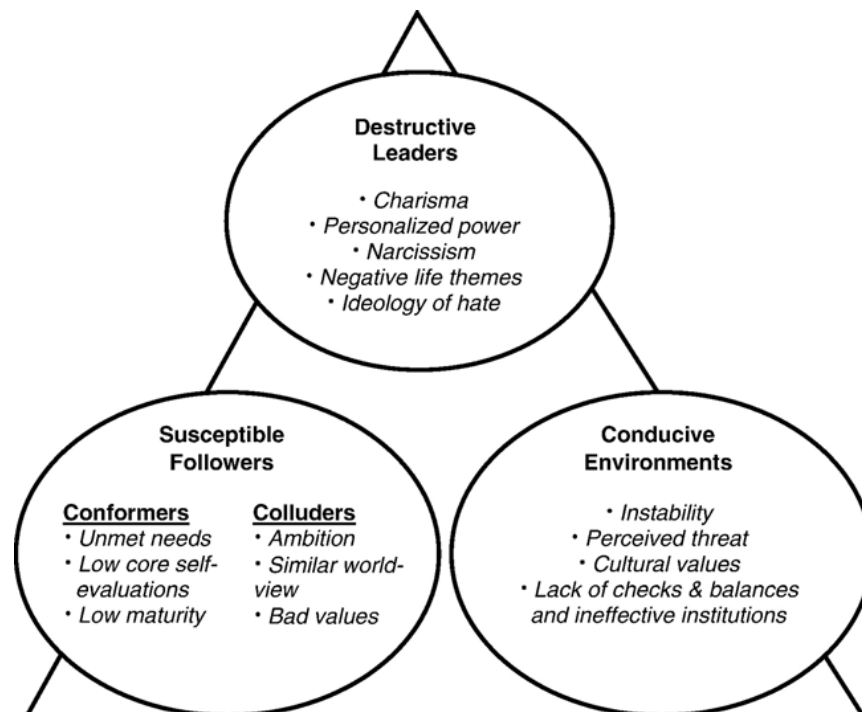 Destructive
Leaders
• Charisma
• Personalized power
• Narcissism
• Negative life themes
• Ideology of hate
Susceptible
Followers
Conformers
• Unmet needs
• Low core self-
evaluations
• Low maturity
Colluders
• Ambition
• Similar world-
view
• Bad values
Conducive
Environments
• Instability
• Perceived threat
• Cultural values
• Lack of checks & balances
and ineffective institutions